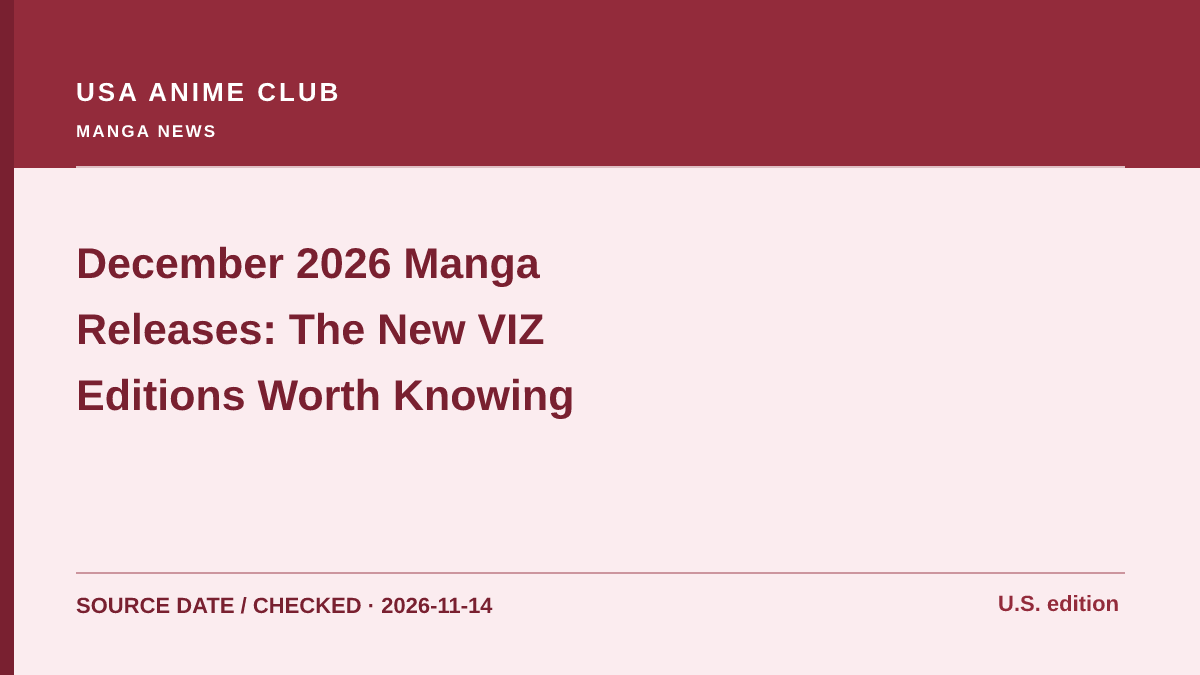 USA ANIME CLUB
MANGA NEWS
December 2026 Manga
Releases: The New VIZ
Editions Worth Knowing
SOURCE DATE / CHECKED · 2026-11-14
U.S. edition